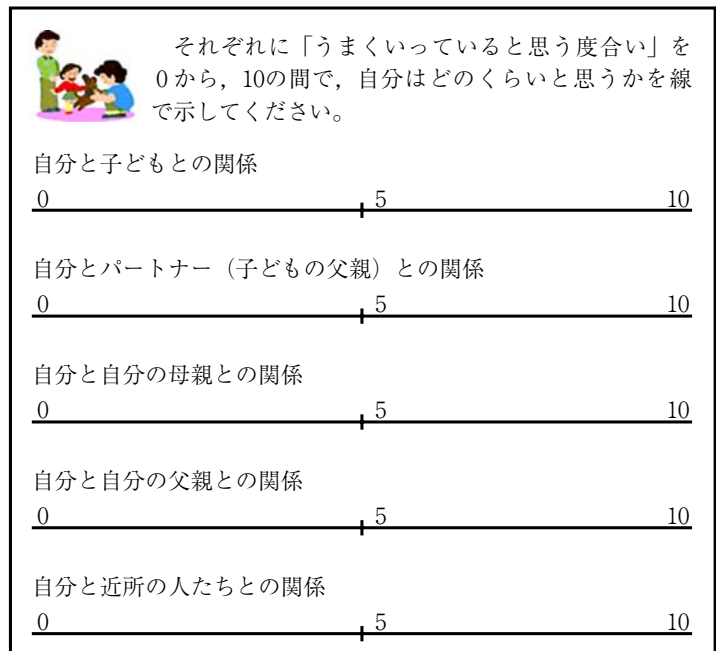 それぞれに「うまくいっていると思う度合い」を
０から，10の間で，自分はどのくらいと思うかを線
で示してください。
自分と子どもとの関係
0 5 10
自分とパートナー（子どもの父親）との関係
0 5 10
自分と自分の母親との関係
0 5 10
自分と自分の父親との関係
0 5 10
自分と近所の人たちとの関係
0 5 10